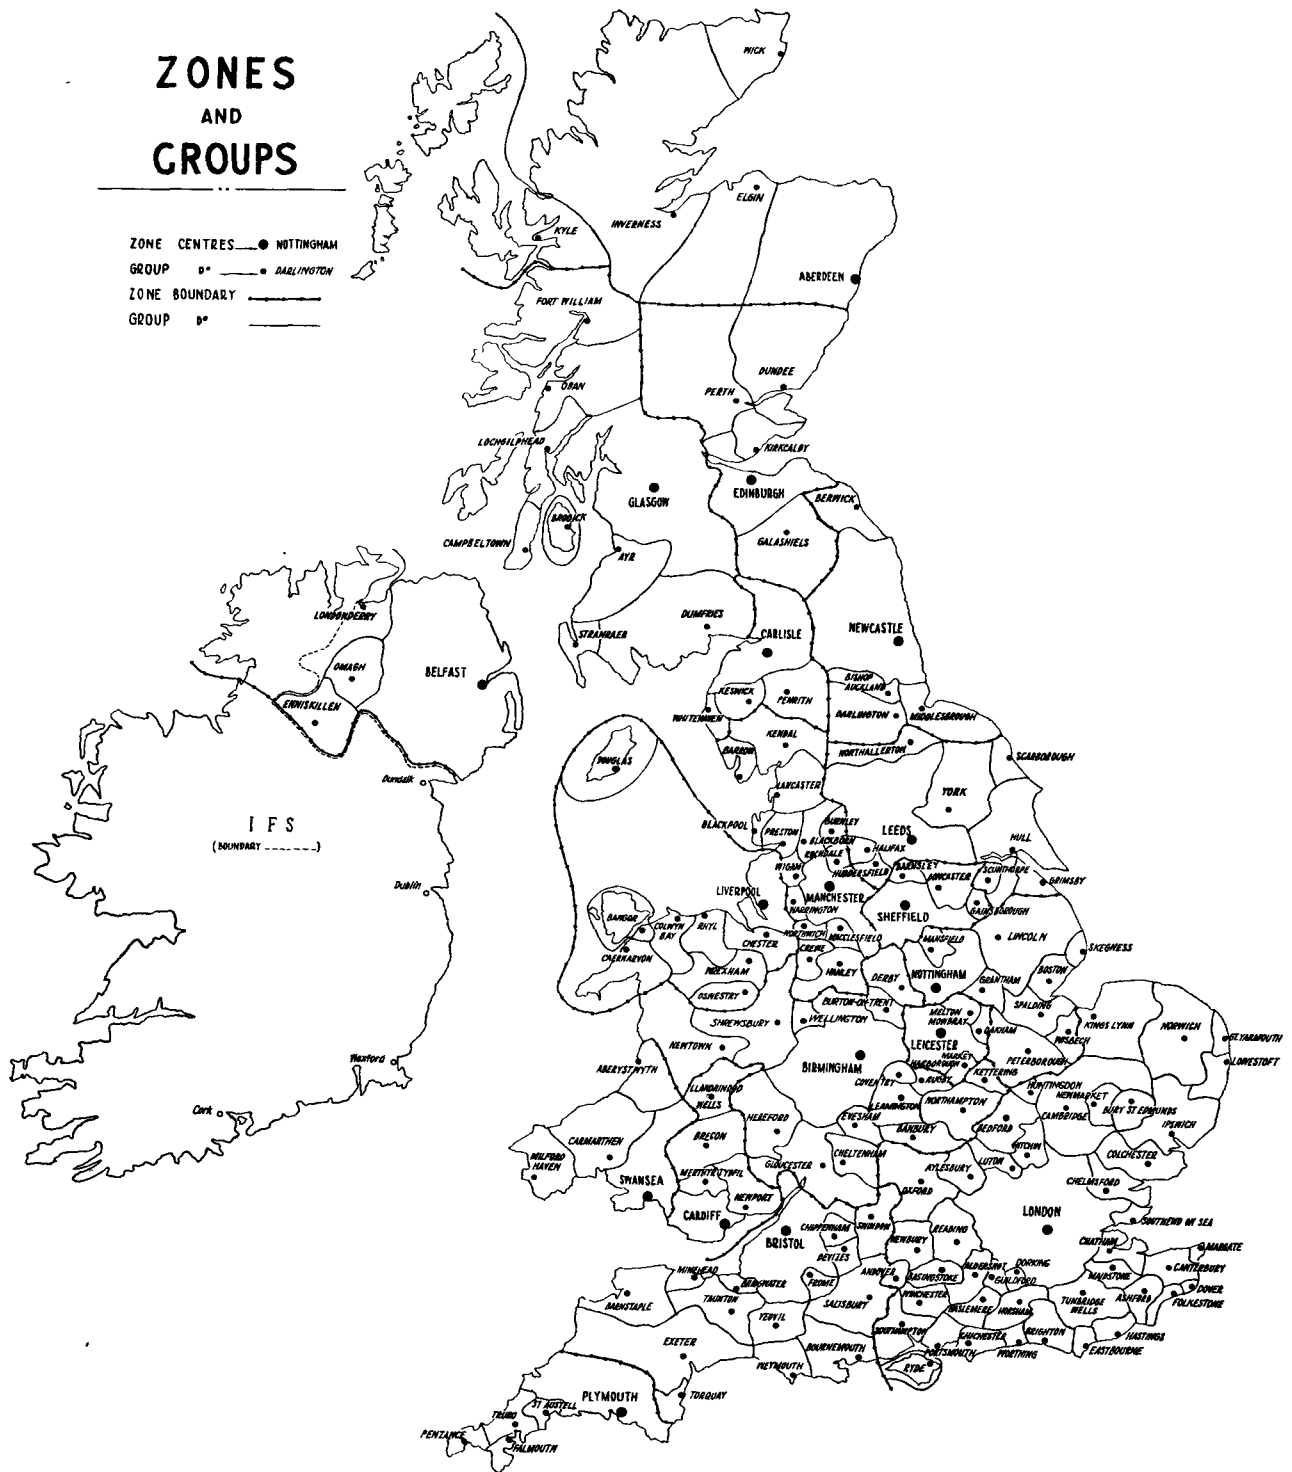 ZONES
AND
GROUPS
ZONE CENTRES NOTTINGHAM
GROUP Dº DARLINGTON
ZONE BOUNDARY
GROUP Dº
WICK
ELGIN
INVERNESS
KYLE
ABERDEEN
FORT WILLIAM
DUNDEE
OBAN
PERTH
LOCHGILPHEAD
KIRKCALBY
GLASGOW
EDINBURGH
BERWICK
BRODICK
CAMPBELTOWN
GALASHIELS
AYR
LONDONDERRY
DUMFRIES
STRANRAER
CARLISLE
NEWCASTLE
OMAGH
BELFAST
BISHOP
AUCKLAND
ENNISKILLEN
KESWICK
PENRITH
WHITEHAVEN
DARLINGTON
MIDDLESBROUGH
KENDAL
BARROW
NORTHALLERTON
SCARBOROUGH
DOUGLAS
Dundalk
LANCASTER
YORK
I F S
(BOUNDARY ------)
BLACKPOOL
PRESTON
BURNLEY
BLACKBURN
LEEDS
HULL
ROCHDALE
HALIFAX
WIGAN
HUDDERSFIELD
BARNSLEY
DONCASTER
SCUNTHORPE
GRIMSBY
Dublin
LIVERPOOL
MANCHESTER
WARRINGTON
SHEFFIELD
GAINSBOROUGH
BANGOR
COLWYN
BAY
RHYL
CHESTER
NORTHWICH
MACCLESFIELD
MANSFIELD
LINCOLN
SKEGNESS
CAERNARVON
WREXHAM
CREWE
HANLEY
DERBY
NOTTINGHAM
GRANTHAM
BOSTON
OSWESTRY
BURTON-ON-TRENT
SPALDING
SHREWSBURY
WELLINGTON
MELTON
MOWBRAY
OAKHAM
WISBECH
KINGS LYNN
NORWICH
GT.YARMOUTH
LOWESTOFT
NEWTOWN
LEICESTER
MARKET
HARBOROUGH
PETERBOROUGH
Wexford
ABERYSTWYTH
BIRMINGHAM
COVENTRY
RUGBY
KETTERING
LLANDRINDOD
WELLS
HUNTINGDON
NEWMARKET
Cork
HEREFORD
EVESHAM
LEAMINGTON
NORTHAMPTON
BEDFORD
CAMBRIDGE
BURY ST EDMUNDS
IPSWICH
CARMARTHEN
BRECON
BANBURY
HITCHIN
MILFORD
HAVEN
MERTHYR TYDFIL
GLOUCESTER
CHELTENHAM
AYLESBURY
LUTON
COLCHESTER
SWANSEA
NEWPORT
OXFORD
CHELMSFORD
CARDIFF
BRISTOL
CHIPPENHAM
SWINDON
READING
LONDON
SOUTHEND ON SEA
DEVIZES
NEWBURY
CHATHAM
MARGATE
MINEHEAD
BRIDGWATER
FROME
ANDOVER
BASINGSTOKE
ALDERSHOT
DORKING
GUILDFORD
MAIDSTONE
CANTERBURY
BARNSTAPLE
TAUNTON
SALISBURY
WINCHESTER
HASLEMERE
HORSHAM
TUNBRIDGE
WELLS
ASHFORD
DOVER
FOLKESTONE
YEOVIL
SOUTHAMPTON
CHICHESTER
BRIGHTON
HASTINGS
EXETER
BOURNEMOUTH
PORTSMOUTH
WORTHING
EASTBOURNE
WEYMOUTH
RYDE
PLYMOUTH
TORQUAY
ST AUSTELL
TRURO
PENZANCE
FALMOUTH